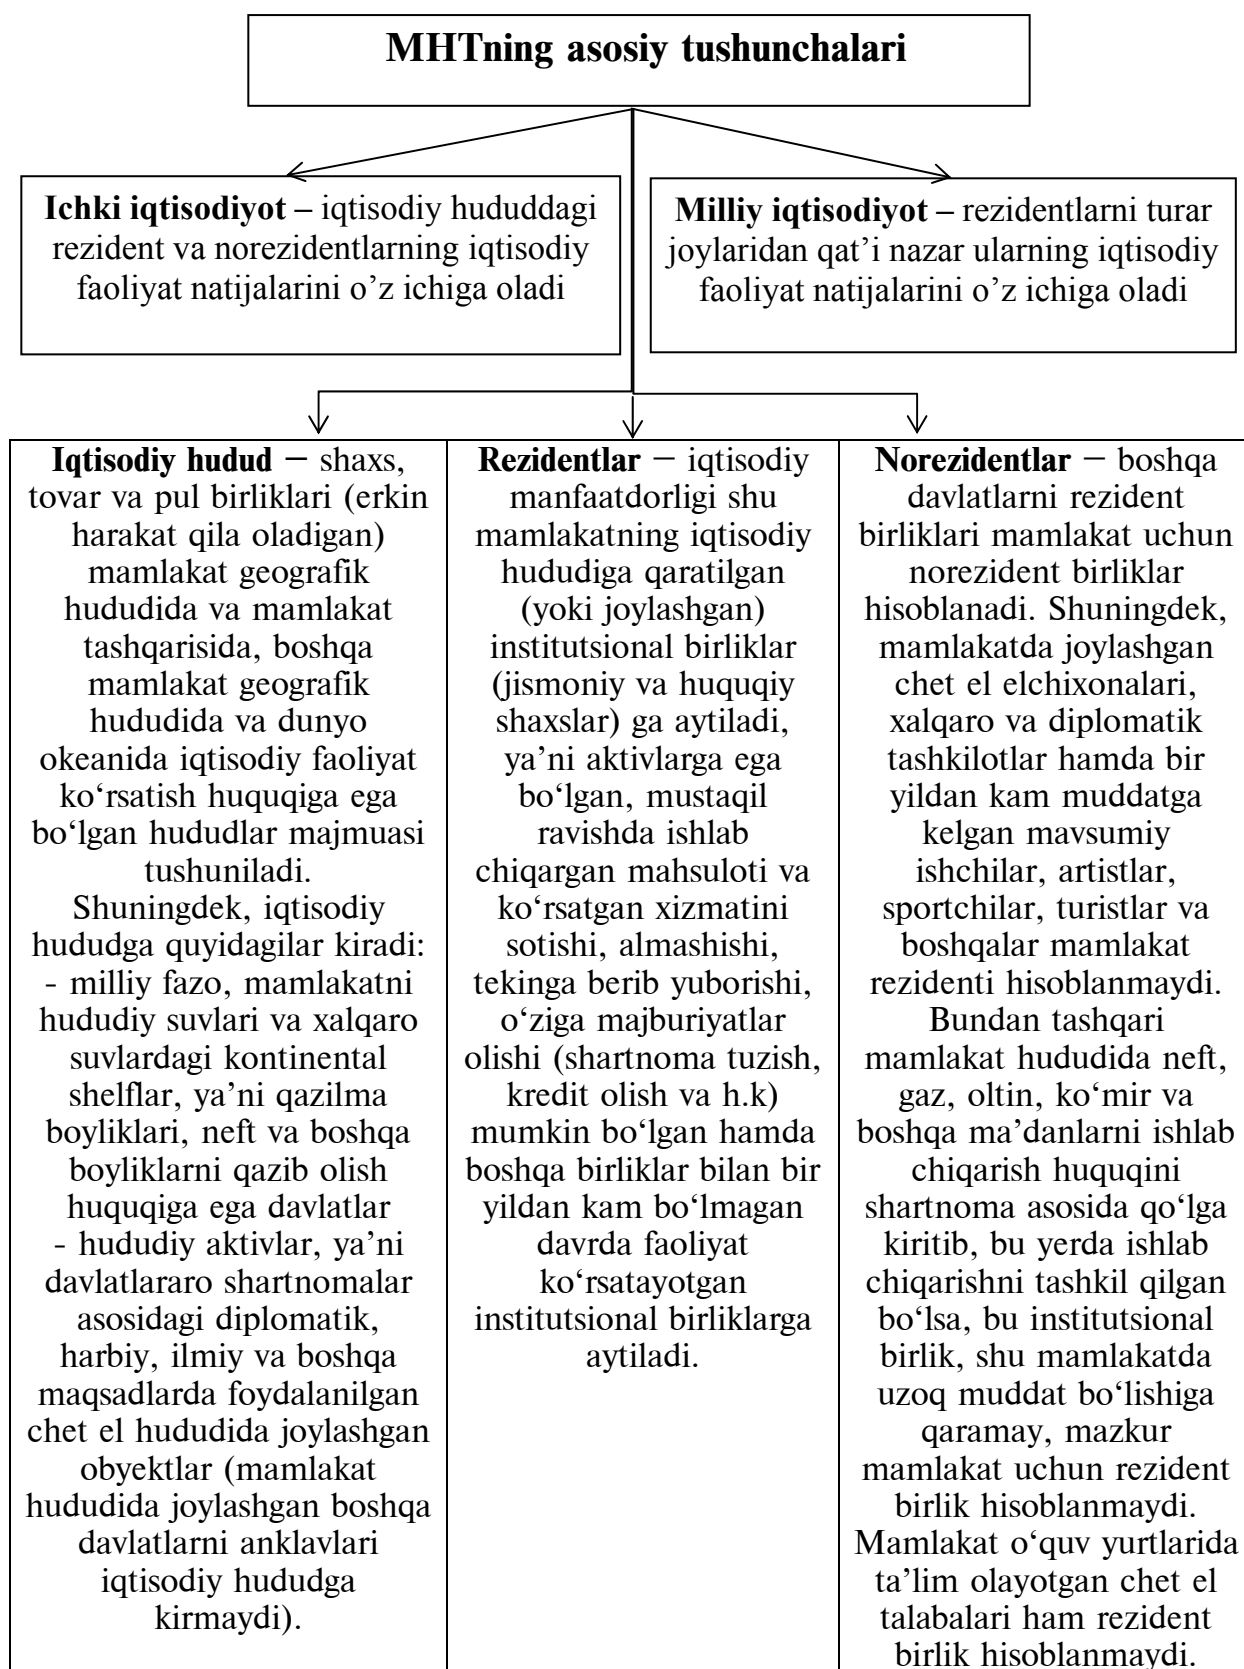 MHTning asosiy tushunchalari
Ichki iqtisodiyot – iqtisodiy hududdagi
rezident va norezidentlarning iqtisodiy
faoliyat natijalarini o’z ichiga oladi
Milliy iqtisodiyot – rezidentlarni turar
joylaridan qat’i nazar ularning iqtisodiy
faoliyat natijalarini o’z ichiga oladi
Iqtisodiy hudud – shaxs,
tovar va pul birliklari (erkin
harakat qila oladigan)
mamlakat geografik
hududida va mamlakat
tashqarisida, boshqa
mamlakat geografik
hududida va dunyo
okeanida iqtisodiy faoliyat
ko‘rsatish huquqiga ega
bo‘lgan hududlar majmuasi
tushuniladi.
Shuningdek, iqtisodiy
hududga quyidagilar kiradi:
- milliy fazo, mamlakatni
hududiy suvlari va xalqaro
suvlardagi kontinental
shelflar, ya’ni qazilma
boyliklari, neft va boshqa
boyliklarni qazib olish
huquqiga ega davlatlar
- hududiy aktivlar, ya’ni
davlatlararo shartnomalar
asosidagi diplomatik,
harbiy, ilmiy va boshqa
maqsadlarda foydalanilgan
chet el hududida joylashgan
obyektlar (mamlakat
hududida joylashgan boshqa
davlatlarni anklavlari
iqtisodiy hududga
kirmaydi).
Rezidentlar – iqtisodiy
manfaatdorligi shu
mamlakatning iqtisodiy
hududiga qaratilgan
(yoki joylashgan)
institutsional birliklar
(jismoniy va huquqiy
shaxslar) ga aytiladi,
ya’ni aktivlarga ega
bo‘lgan, mustaqil
ravishda ishlab
chiqargan mahsuloti va
ko‘rsatgan xizmatini
sotishi, almashishi,
tekinga berib yuborishi,
o’ziga majburiyatlar
olishi (shartnoma tuzish,
kredit olish va h.k)
mumkin bo‘lgan hamda
boshqa birliklar bilan bir
yildan kam bo‘lmagan
davrda faoliyat
ko‘rsatayotgan
institutsional birliklarga
aytiladi.
Norezidentlar – boshqa
davlatlarni rezident
birliklari mamlakat uchun
norezident birliklar
hisoblanadi. Shuningdek,
mamlakatda joylashgan
chet el elchixonalari,
xalqaro va diplomatik
tashkilotlar hamda bir
yildan kam muddatga
kelgan mavsumiy
ishchilar, artistlar,
sportchilar, turistlar va
boshqalar mamlakat
rezidenti hisoblanmaydi.
Bundan tashqari
mamlakat hududida neft,
gaz, oltin, ko‘mir va
boshqa ma’danlarni ishlab
chiqarish huquqini
shartnoma asosida qo‘lga
kiritib, bu yerda ishlab
chiqarishni tashkil qilgan
bo‘lsa, bu institutsional
birlik, shu mamlakatda
uzoq muddat bo‘lishiga
qaramay, mazkur
mamlakat uchun rezident
birlik hisoblanmaydi.
Mamlakat o‘quv yurtlarida
ta’lim olayotgan chet el
talabalari ham rezident
birlik hisoblanmaydi.